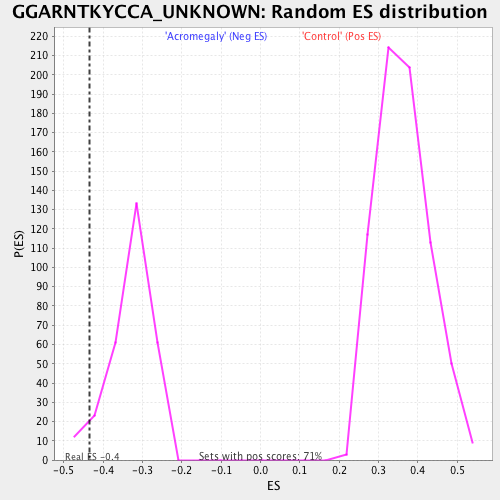 GGARNTKYCCA_UNKNOWN: Random ES distribution
'Acromegaly' (Neg ES)
'Control' (Pos ES)
220
210
200
190
180
170
160
150
140
130
120
110
100
90
80
70
60
50
40
30
20
10
0
P(ES)
Real ES -0.4
Sets with pos scores: 71%
-0.5 -0.4 -0.3 -0.2 -0.1 0.0 0.1 0.2 0.3 0.4 0.5
ES